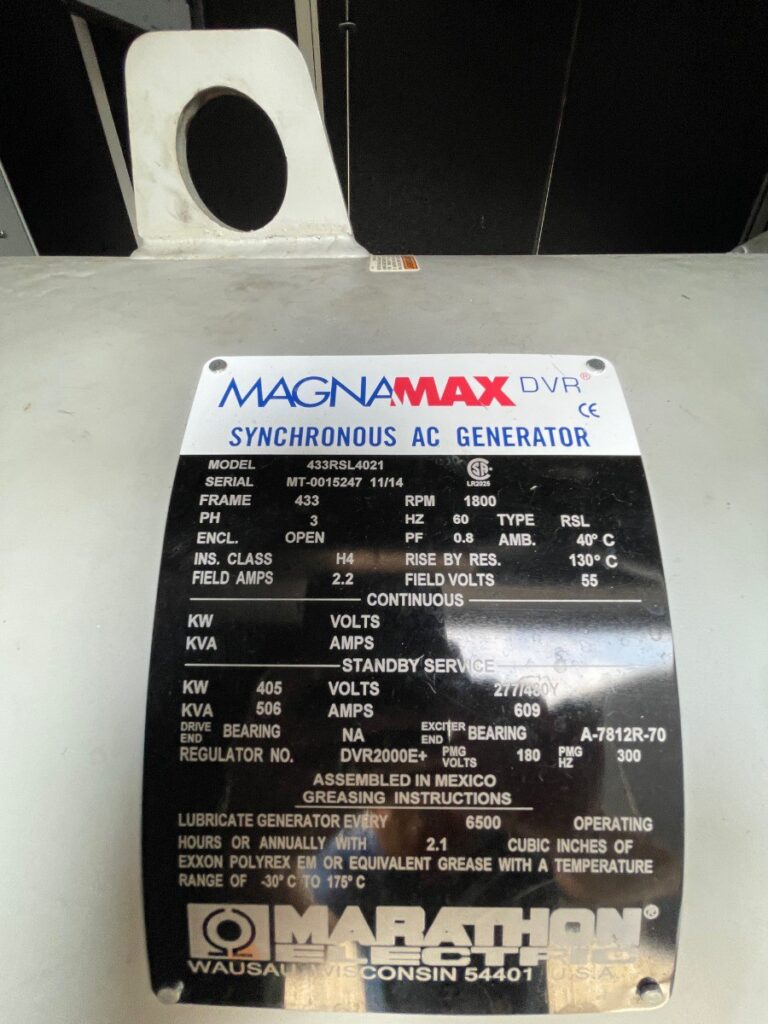 MAGNAMAX DVR®
CE
SYNCHRONOUS AC GENERATOR
MODEL 433RSL4021
SERIAL MT-0015247 11/14
LR2025
FRAME 433 RPM 1800
PH 3 HZ 60 TYPE RSL
ENCL. OPEN PF 0.8 AMB. 40° C
INS. CLASS H4 RISE BY RES. 130° C
FIELD AMPS 2.2 FIELD VOLTS 55
CONTINUOUS
KW VOLTS
KVA AMPS
STANDBY SERVICE
KW 405 VOLTS 277/480Y
KVA 506 AMPS 609
DRIVE END BEARING NA EXCITER END BEARING A-7812R-70
REGULATOR NO. DVR2000E+ PMG VOLTS 180 PMG HZ 300
ASSEMBLED IN MEXICO
GREASING INSTRUCTIONS
LUBRICATE GENERATOR EVERY 6500 OPERATING
HOURS OR ANNUALLY WITH 2.1 CUBIC INCHES OF
EXXON POLYREX EM OR EQUIVALENT GREASE WITH A TEMPERATURE
RANGE OF -30° C TO 175° C
MARATHON®
ELECTRIC
WAUSAU, WISCONSIN 54401 U.S.A.